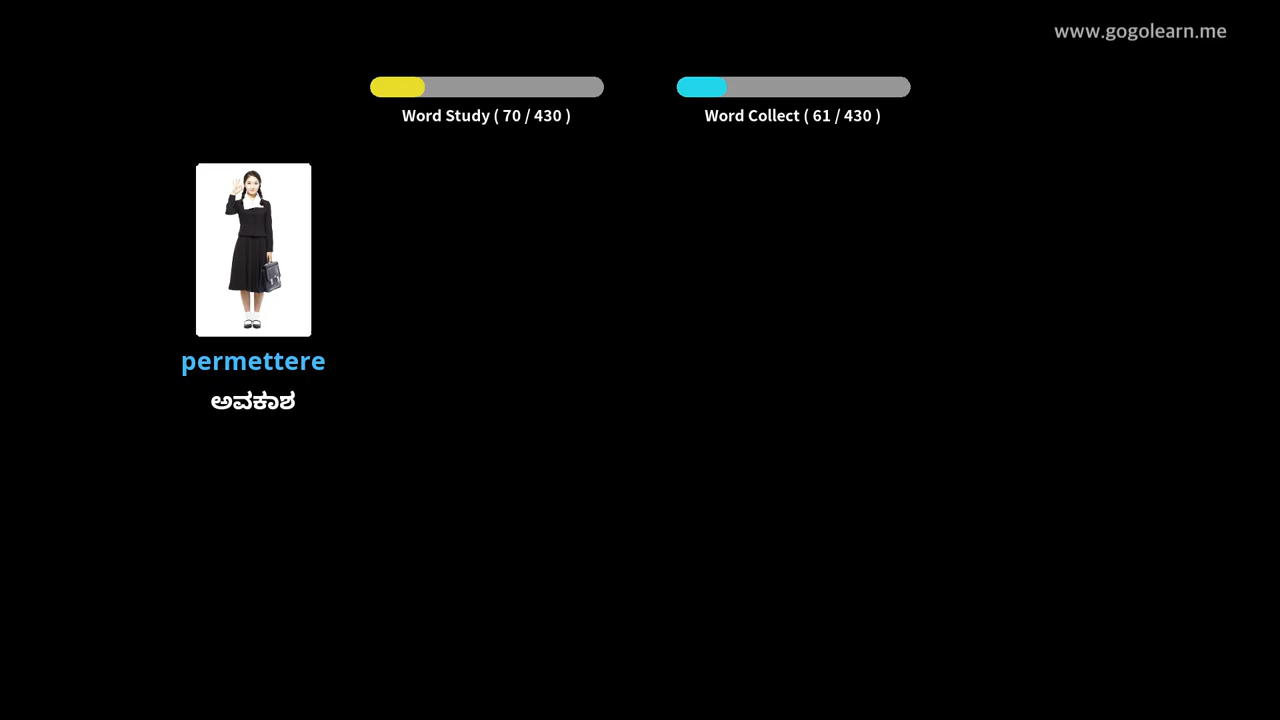 www.gogolearn.me
Word Study ( 70 / 430 )
Word Collect ( 61 / 430 )
permettere
ಅವಕಾಶ